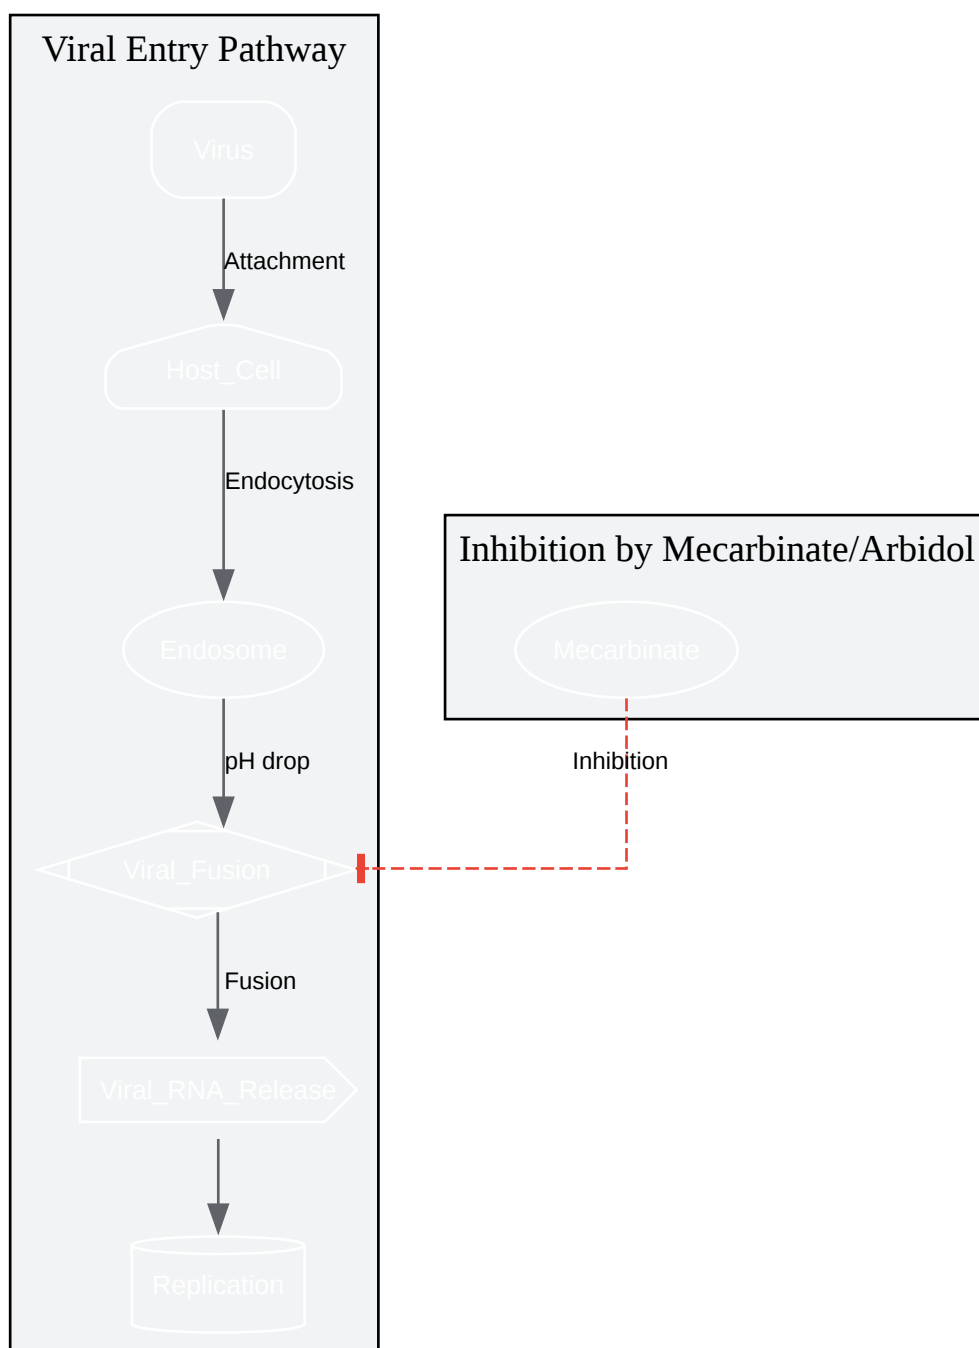 Viral Entry Pathway
Virus
Attachment
Host_Cell
Endocytosis
Inhibition by Mecarbinate/Arbidol
Endosome
Mecarbinate
pH drop
Inhibition
Viral_Fusion
Fusion
Viral_RNA_Release
Replication